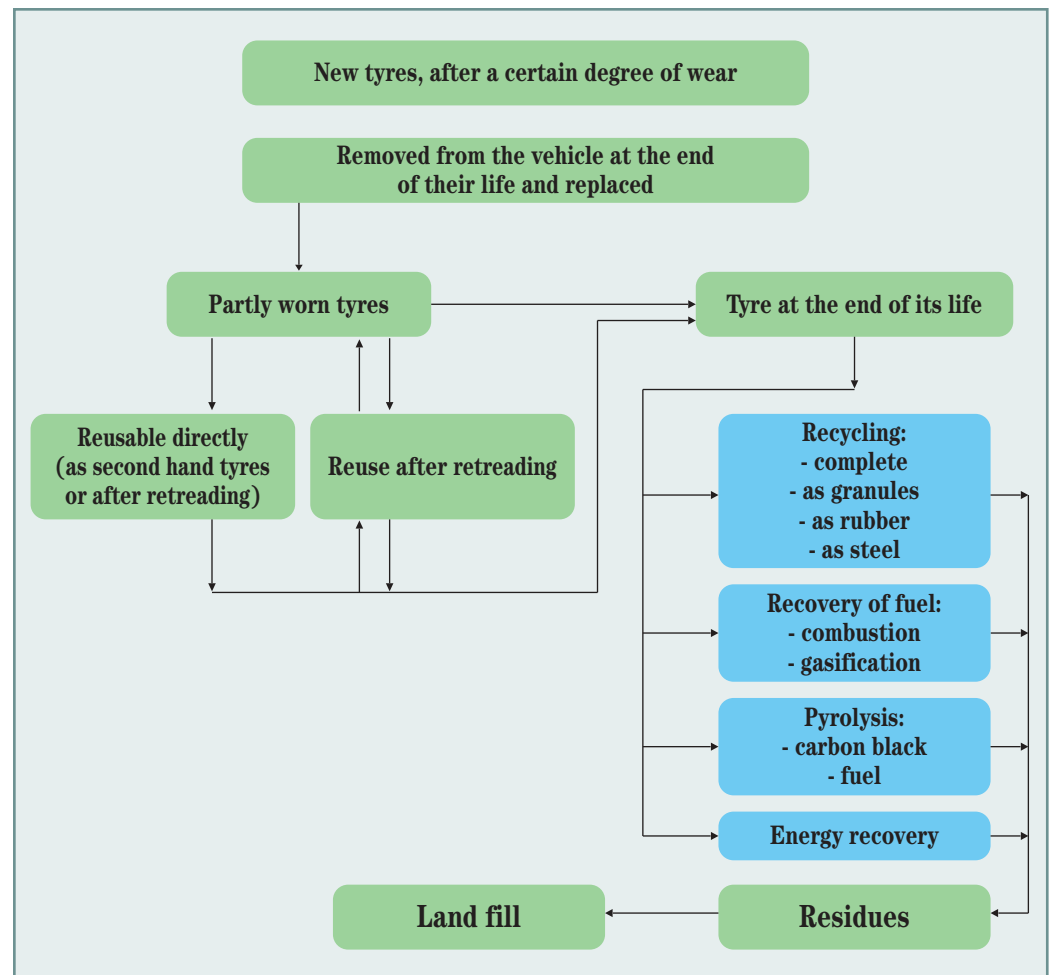 New tyres, after a certain degree of wear
Removed from the vehicle at the end
of their life and replaced
Partly worn tyres
Tyre at the end of its life
Reusable directly
(as second hand tyres
or after retreading)
Reuse after retreading
Recycling:
- complete
- as granules
- as rubber
- as steel
Recovery of fuel:
- combustion
- gasification
Pyrolysis:
- carbon black
- fuel
Energy recovery
Land fill
Residues